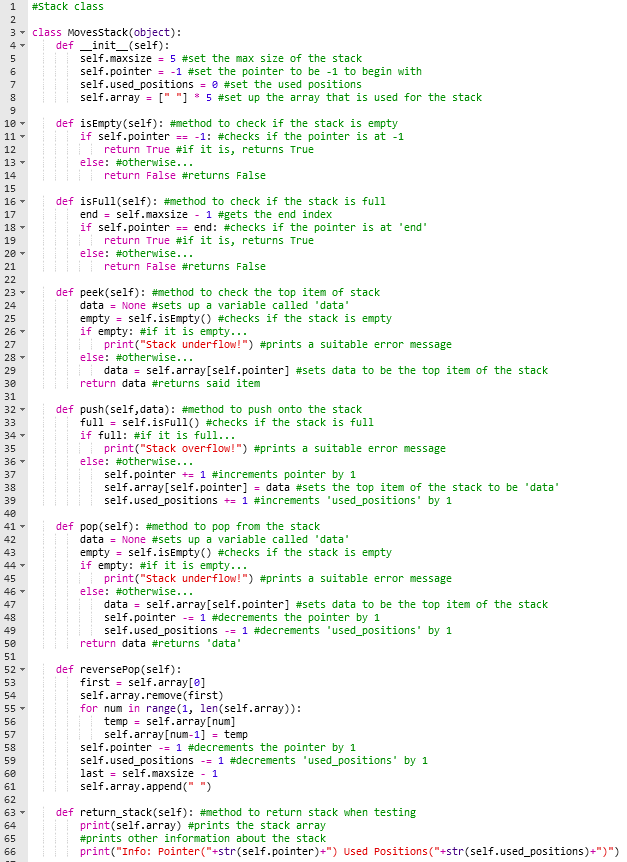 1 #Stack class
2
3 class MovesStack(object):
4     def __init__(self):
5         self.maxsize = 5 #set the max size of the stack
6         self.pointer = -1 #set the pointer to be -1 to begin with
7         self.used_positions = 0 #set the used positions
8         self.array = [" "] * 5 #set up the array that is used for the stack
9
10     def isEmpty(self): #method to check if the stack is empty
11         if self.pointer == -1: #checks if the pointer is at -1
12             return True #if it is, returns True
13         else: #otherwise...
14             return False #returns False
15
16     def isFull(self): #method to check if the stack is full
17         end = self.maxsize - 1 #gets the end index
18         if self.pointer == end: #checks if the pointer is at 'end'
19             return True #if it is, returns True
20         else: #otherwise...
21             return False #returns False
22
23     def peek(self): #method to check the top item of stack
24         data = None #sets up a variable called 'data'
25         empty = self.isEmpty() #checks if the stack is empty
26         if empty: #if it is empty...
27             print("Stack underflow!") #prints a suitable error message
28         else: #otherwise...
29             data = self.array[self.pointer] #sets data to be the top item of the stack
30         return data #returns said item
31
32     def push(self,data): #method to push onto the stack
33         full = self.isFull() #checks if the stack is full
34         if full: #if it is full...
35             print("Stack overflow!") #prints a suitable error message
36         else: #otherwise...
37             self.pointer += 1 #increments pointer by 1
38             self.array[self.pointer] = data #sets the top item of the stack to be 'data'
39             self.used_positions += 1 #increments 'used_positions' by 1
40
41     def pop(self): #method to pop from the stack
42         data = None #sets up a variable called 'data'
43         empty = self.isEmpty() #checks if the stack is empty
44         if empty: #if it is empty...
45             print("Stack underflow!") #prints a suitable error message
46         else: #otherwise...
47             data = self.array[self.pointer] #sets data to be the top item of the stack
48             self.pointer -= 1 #decrements the pointer by 1
49             self.used_positions -= 1 #decrements 'used_positions' by 1
50         return data #returns 'data'
51
52     def reversePop(self):
53         first = self.array[0]
54         self.array.remove(first)
55         for num in range(1, len(self.array)):
56             temp = self.array[num]
57             self.array[num-1] = temp
58         self.pointer -= 1 #decrements the pointer by 1
59         self.used_positions -= 1 #decrements 'used_positions' by 1
60         last = self.maxsize - 1
61         self.array.append(" ")
62
63     def return_stack(self): #method to return stack when testing
64         print(self.array) #prints the stack array
65         #prints other information about the stack
66         print("Info: Pointer("+str(self.pointer)+") Used Positions("+str(self.used_positions)+")")